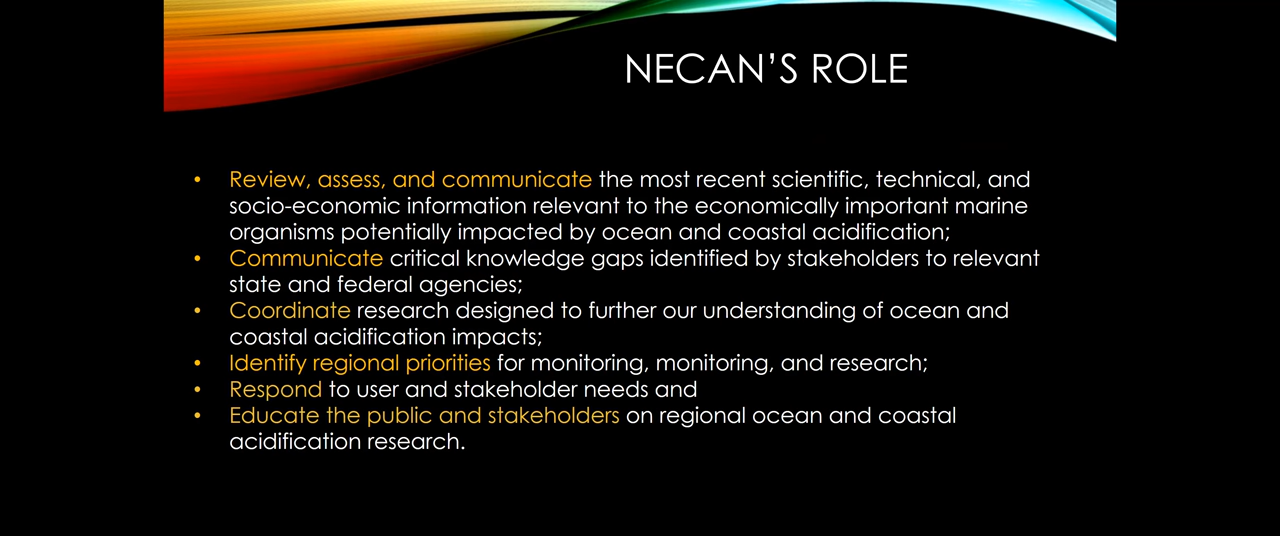 NECAN’S ROLE
• Review, assess, and communicate the most recent scientific, technical, and
socio-economic information relevant to the economically important marine
organisms potentially impacted by ocean and coastal acidification;
• Communicate critical knowledge gaps identified by stakeholders to relevant
state and federal agencies;
• Coordinate research designed to further our understanding of ocean and
coastal acidification impacts;
• Identify regional priorities for monitoring, monitoring, and research;
• Respond to user and stakeholder needs and
• Educate the public and stakeholders on regional ocean and coastal
acidification research.